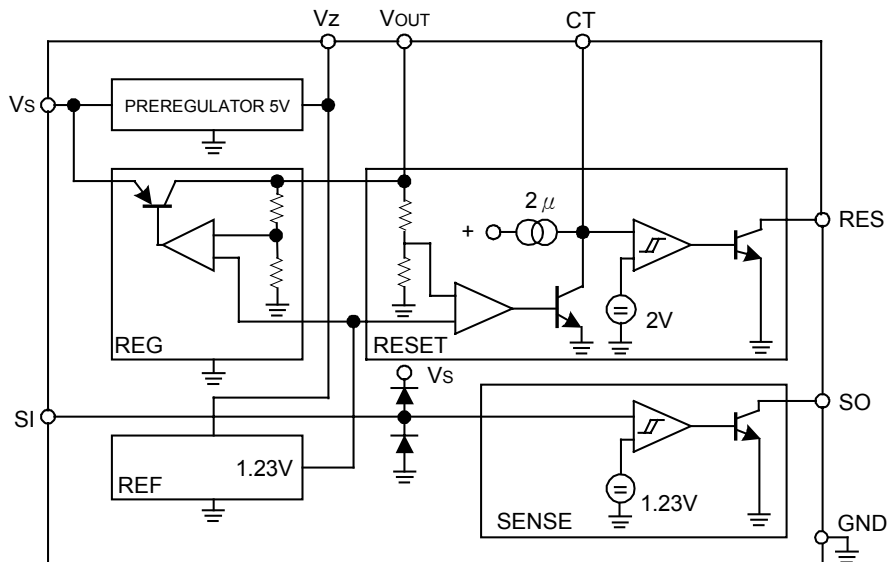 Vz VOUT CT
Vs PREREGULATOR 5V
2μ
+
RES
2V
REG RESET
Vs
SI SO
1.23V
REF
1.23V
SENSE
GND